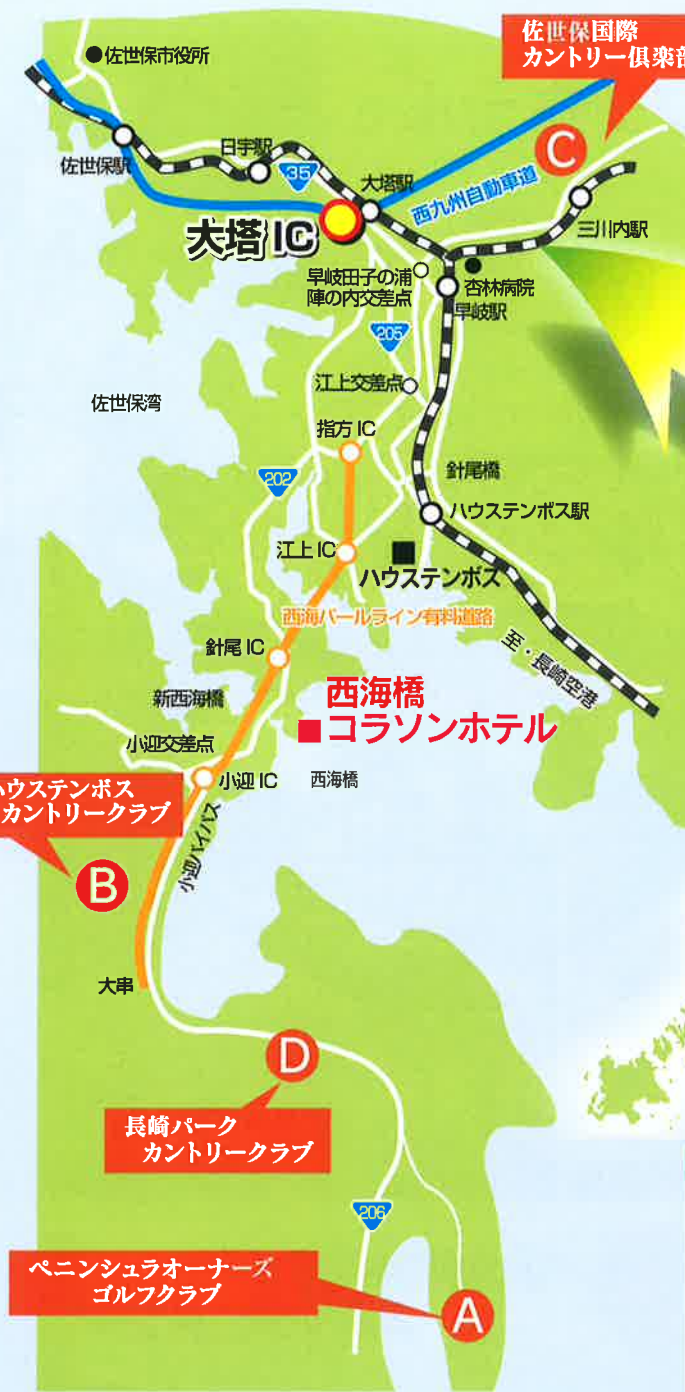 佐世保国際
カントリー倶楽部
佐世保市役所
佐世保駅
日宇駅
35
大塔駅
C
西九州自動車道
大塔IC
三川内駅
早岐田子の浦
陣の内交差点
杏林病院
早岐駅
205
江上交差点
佐世保湾
指方IC
202
針尾橋
ハウステンボス駅
江上IC
ハウステンボス
西海パールライン有料道路
針尾IC
至・長崎空港
新西海橋
西海橋
コラソンホテル
小迎交差点
小迎IC
西海橋
ハウステンボス
カントリークラブ
小迎バイパス
B
大串
D
長崎パーク
カントリークラブ
206
ペニンシュラオーナーズ
ゴルフクラブ
A